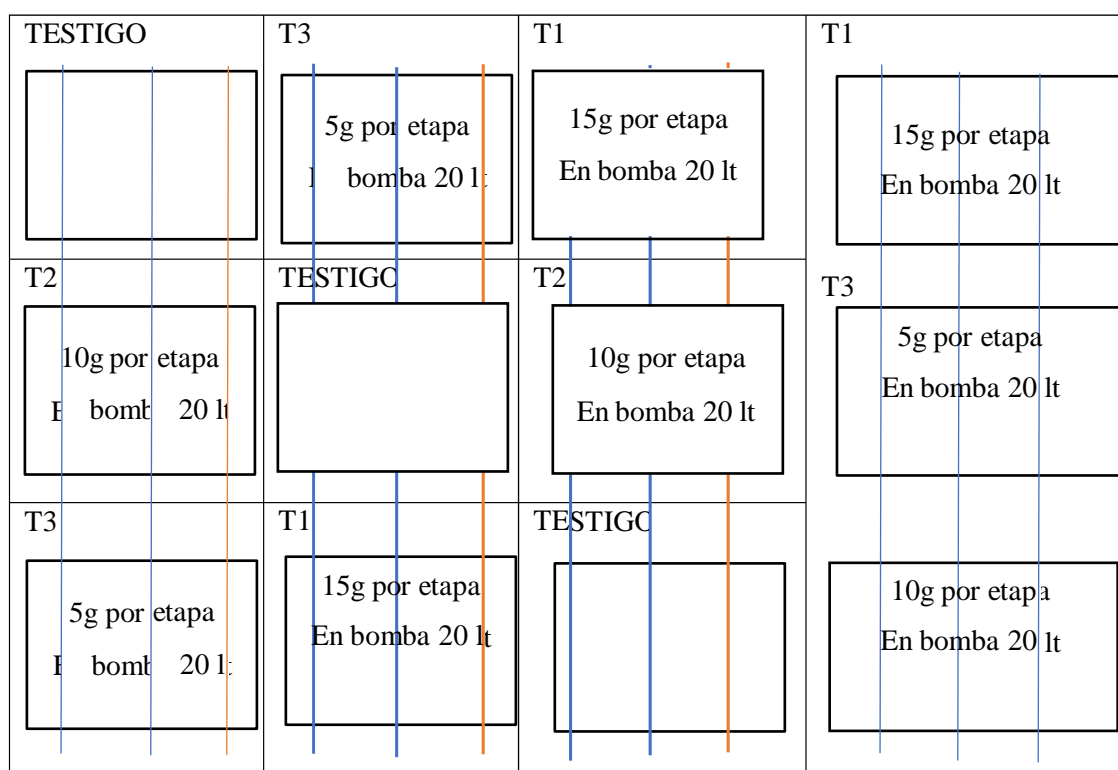 TESTIGO
T3
5g por etapa
En bomba 20 lt
T1
15g por etapa
En bomba 20 lt
T1
15g por etapa
En bomba 20 lt
T2
10g por etapa
bomb 20 lt
TESTIGO
T2
10g por etapa
En bomba 20 lt
T3
5g por etapa
En bomba 20 lt
T3
5g por etapa
bomb 20 lt
T1
15g por etapa
En bomba 20 lt
TESTIGO
10g por etapa
En bomba 20 lt